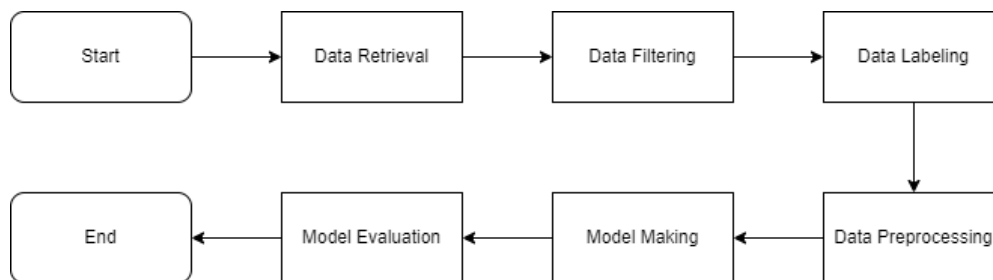 Start
Data Retrieval
Data Filtering
Data Labeling
Data Preprocessing
Model Making
Model Evaluation
End